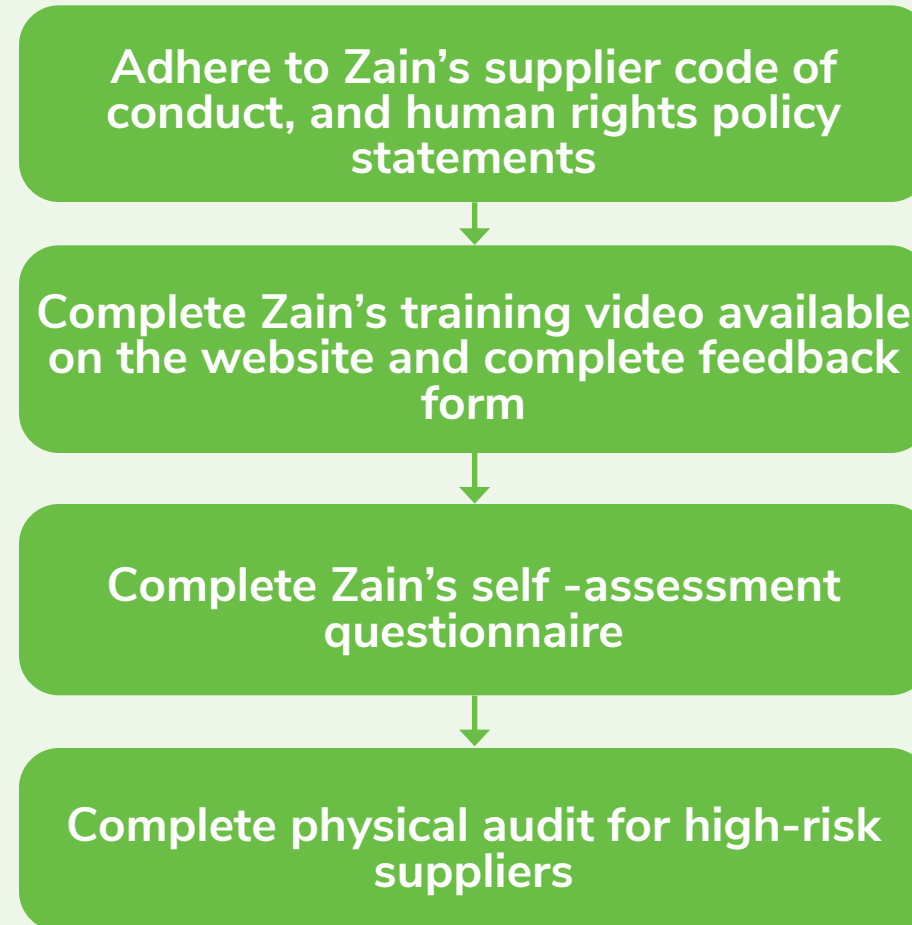 Adhere to Zain’s supplier code of
conduct, and human rights policy
statements
Complete Zain’s training video available
on the website and complete feedback
form
Complete Zain’s self -assessment
questionnaire
Complete physical audit for high-risk
suppliers